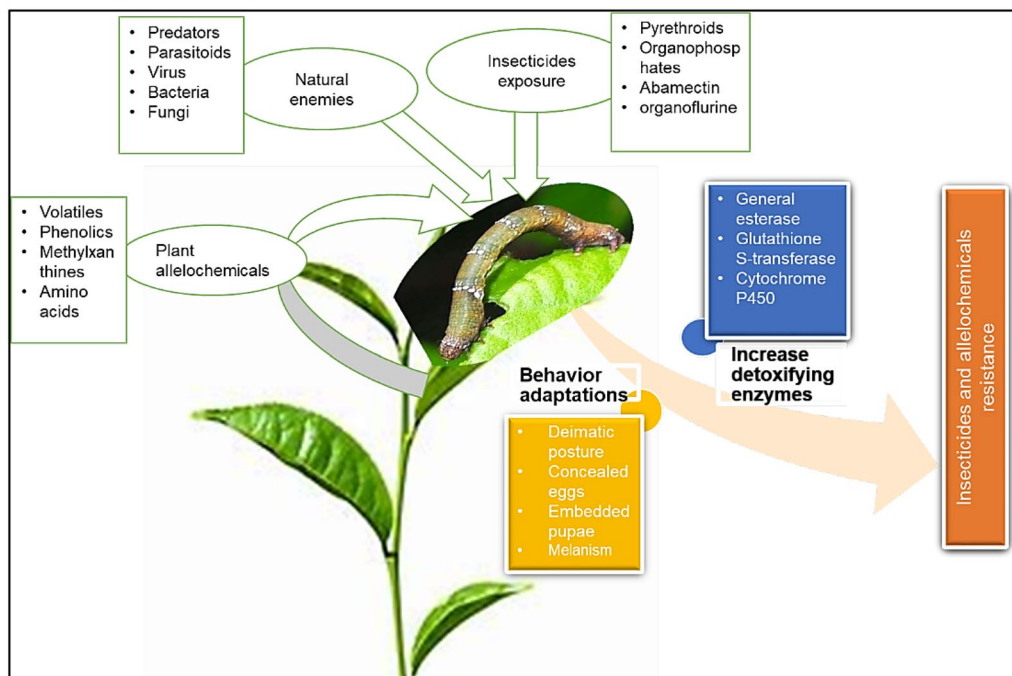 • Predators
• Parasitoids
• Virus
• Bacteria
• Fungi
Natural
enemies
Insecticides
exposure
• Pyrethroids
• Organophosp
hates
• Abamectin
• organoflurine
• Volatiles
• Phenolics
• Methylxan
thines
• Amino
acids
Plant
allelochemicals
• General
esterase
• Glutathione
S-transferase
• Cytochrome
P450
Increase
detoxifying
enzymes
Behavior
adaptations
• Deimatic
posture
• Concealed
eggs
• Embedded
pupae
• Melanism
Insecticides and allelochemicals
resistance